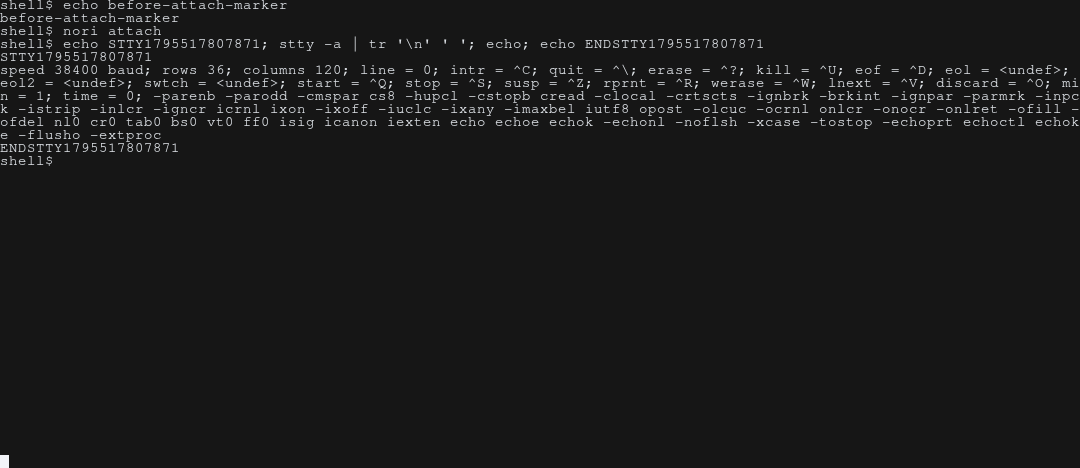 shell$ echo before-attach-marker
before-attach-marker
shell$ nori attach
shell$ echo STTY1795517807871; stty -a | tr '\n' ' '; echo; echo ENDSTTY1795517807871
STTY1795517807871
speed 38400 baud; rows 36; columns 120; line = 0; intr = ^C; quit = ^\; erase = ^?; kill = ^U; eof = ^D; eol = <undef>;
eol2 = <undef>; swtch = <undef>; start = ^Q; stop = ^S; susp = ^Z; rprnt = ^R; werase = ^W; lnext = ^V; discard = ^O; mi
n = 1; time = 0; -parenb -parodd -cmspar cs8 -hupcl -cstopb cread -clocal -crtscts -ignbrk -brkint -ignpar -parmrk -inpc
k -istrip -inlcr -igncr icrnl ixon -ixoff -iuclc -ixany -imaxbel iutf8 opost -olcuc -ocrnl onlcr -onocr -onlret -ofill -
ofdel nl0 cr0 tab0 bs0 vt0 ff0 isig icanon iexten echo echoe echok -echonl -noflsh -xcase -tostop -echoprt echoctl echok
e -flusho -extproc
ENDSTTY1795517807871
shell$